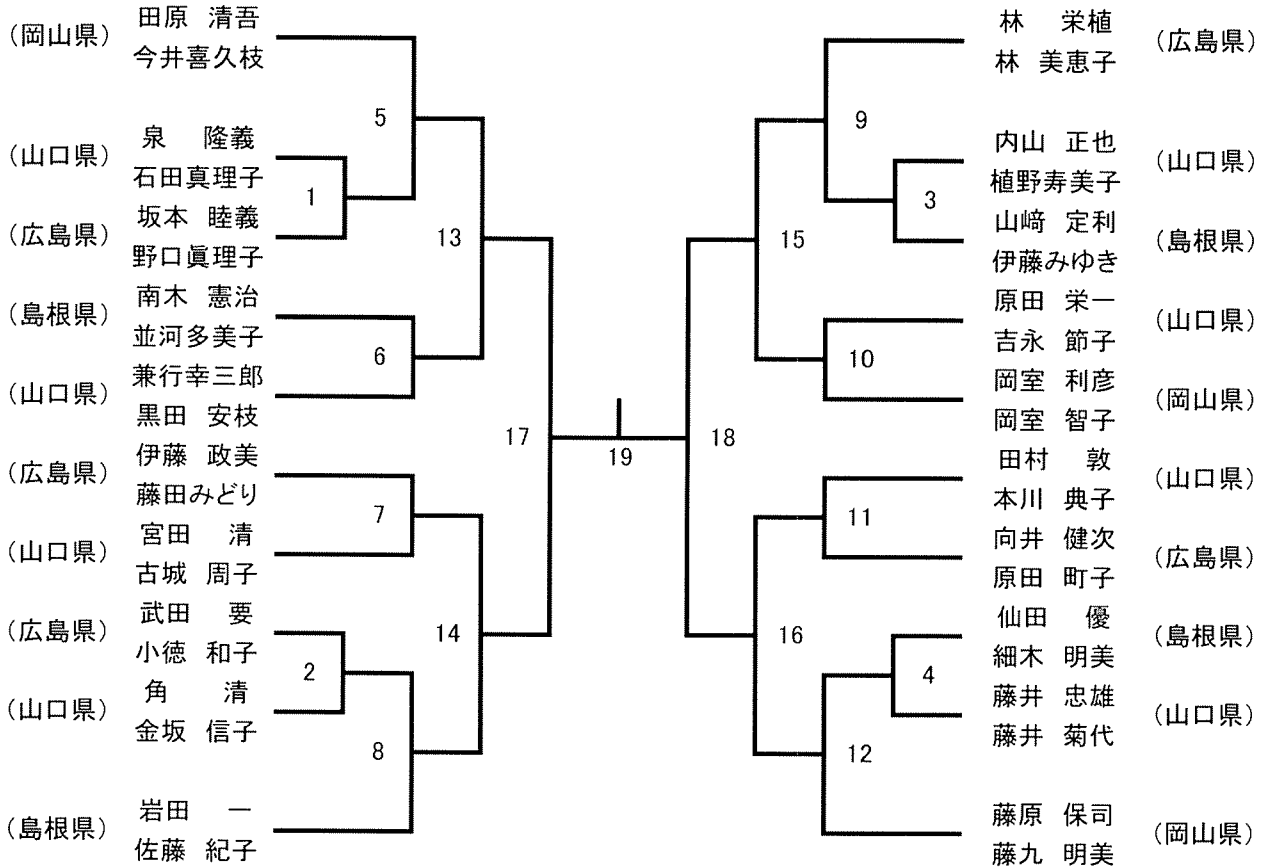 (岡山県) 田原 清吾
今井喜久枝
(山口県) 泉 隆義
石田真理子
(広島県) 坂本 睦義
野口眞理子
(島根県) 南木 憲治
並河多美子
(山口県) 兼行幸三郎
黒田 安枝
(広島県) 伊藤 政美
藤田みどり
(山口県) 宮田 清
古城 周子
(広島県) 武田 要
小徳 和子
(山口県) 角 清
金坂 信子
(島根県) 岩田 一
佐藤 紀子
5
1
13
6
17
7
14
2
8
19
9
3
15
10
18
11
16
4
12
林 栄植 (広島県)
林 美恵子
内山 正也 (山口県)
植野寿美子
山﨑 定利 (島根県)
伊藤みゆき
原田 栄一 (山口県)
吉永 節子
岡室 利彦 (岡山県)
岡室 智子
田村 敦 (山口県)
本川 典子
向井 健次 (広島県)
原田 町子
仙田 優 (島根県)
細木 明美
藤井 忠雄 (山口県)
藤井 菊代
藤原 保司 (岡山県)
藤九 明美